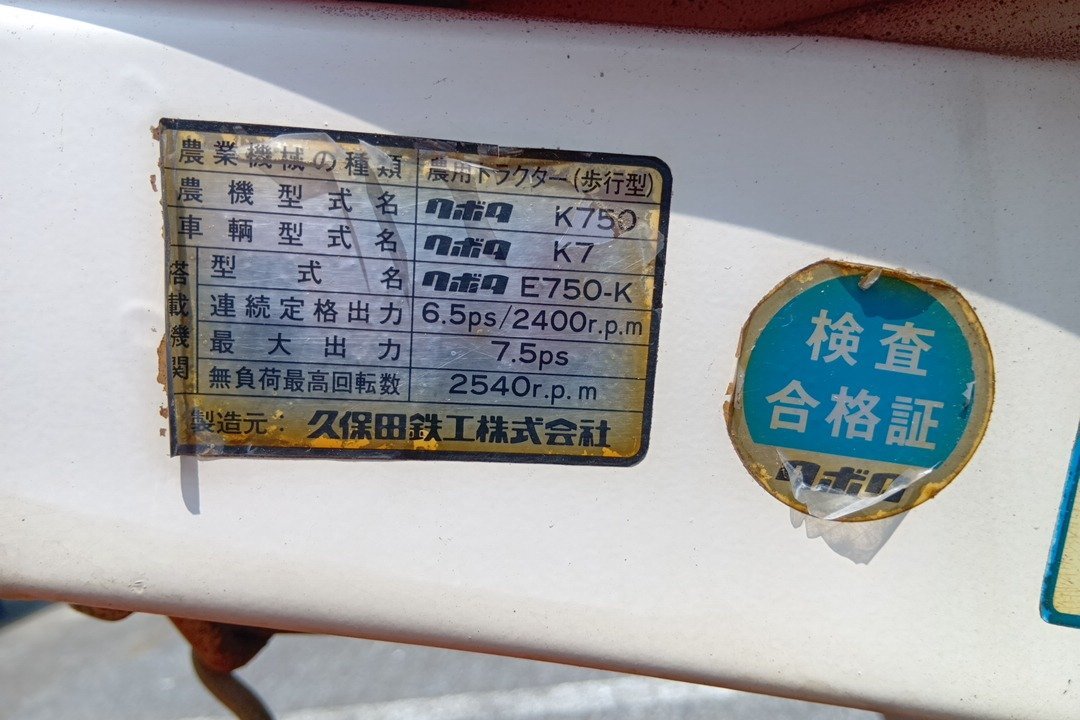 農業機械の種類 農用トラクター(歩行型)
農機型式名 クボタ K750
車輌型式名 クボタ K7
搭載機関
型式名 クボタ E750-K
連続定格出力 6.5ps/2400r.p.m
最大出力 7.5ps
無負荷最高回転数 2540r.p.m
製造元: 久保田鉄工株式会社
検査
合格証
クボタ